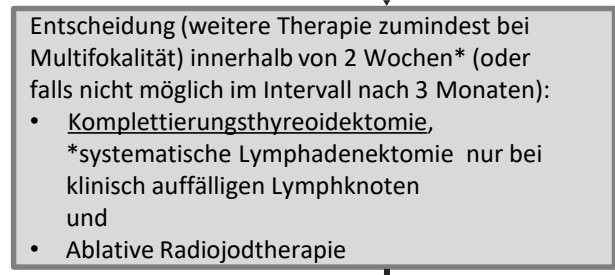 Entscheidung (weitere Therapie zumindest bei
Multifokalität) innerhalb von 2 Wochen* (oder
falls nicht möglich im Intervall nach 3 Monaten):
• Komplettierungsthyreoidektomie,
*systematische Lymphadenektomie nur bei
klinisch auffälligen Lymphknoten
und
• Ablative Radiojodtherapie